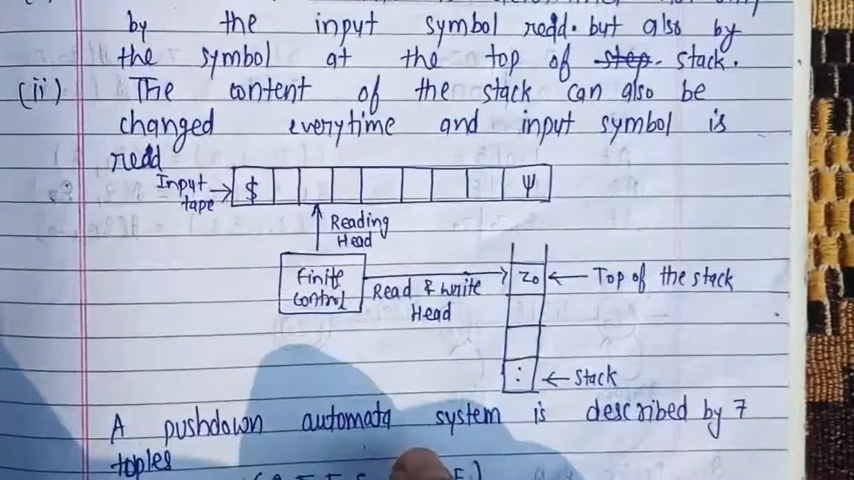 by the input symbol redd. but also by
the symbol at the top of step. stack.
(ii) The content of the stack can also be
changed everytime and input symbol is
redd
Input tape
$ ψ
Reading Head
Finite control
Read & write Head
Z0
Top of the stack
:
Stack
A pushdown automata system is described by 7
toples